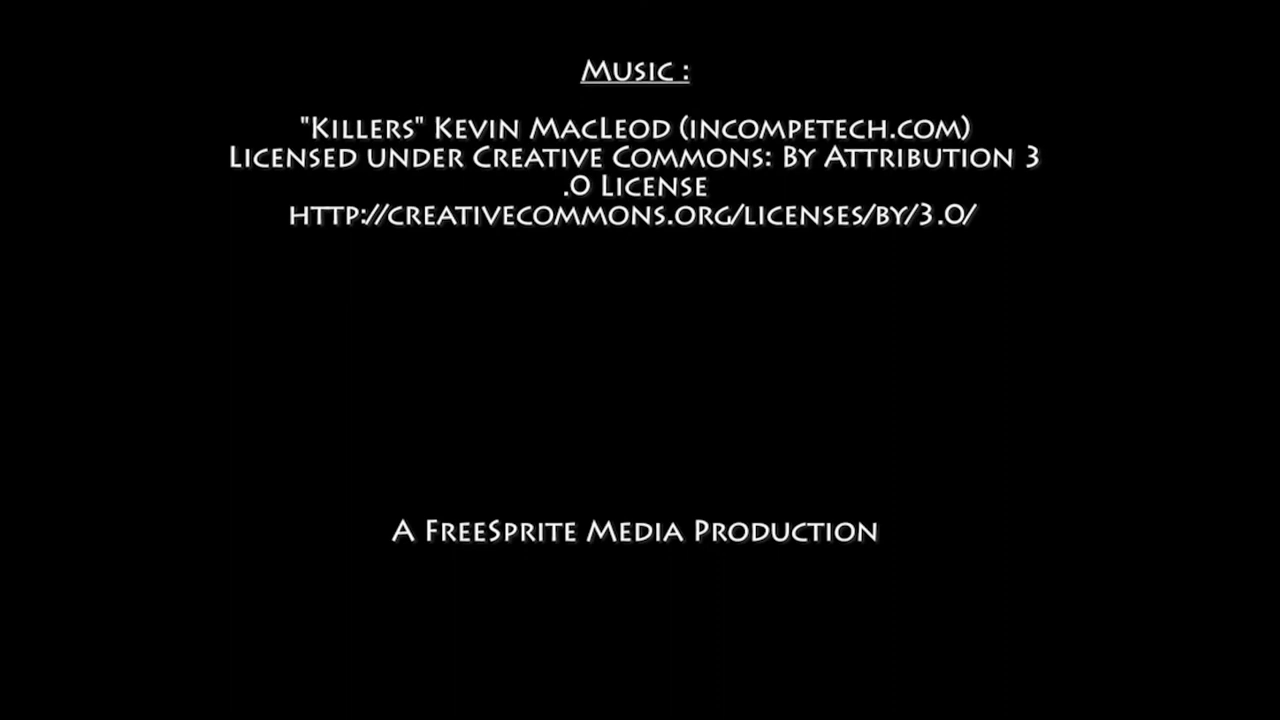 Music :
"Killers" Kevin MacLeod (incompetech.com)
Licensed under Creative Commons: By Attribution 3
.0 License
http://creativecommons.org/licenses/by/3.0/
A FreeSprite Media Production